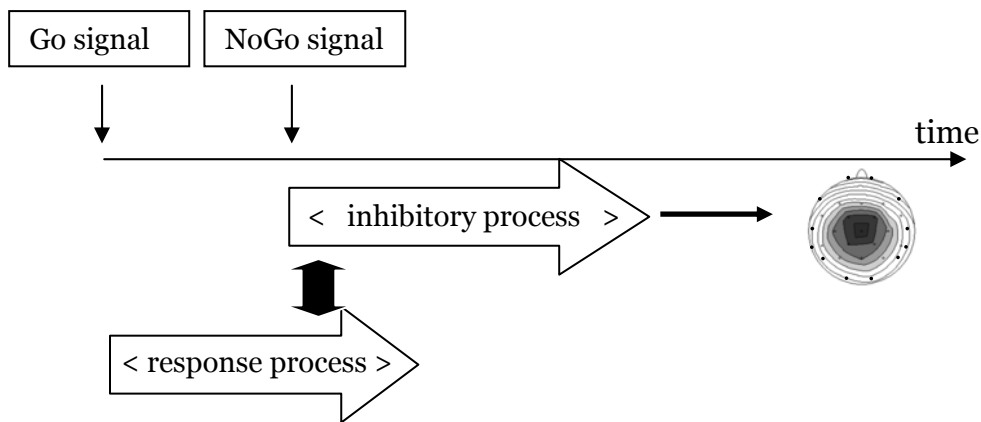 Go signal
NoGo signal
time
< inhibitory process >
< response process >